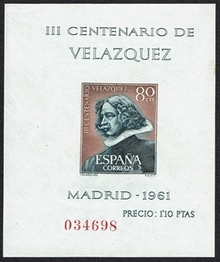 III CENTENARIO DE
VELAZQUEZ
III CENTENARIO VELAZQUEZ
80
CTS
ESPAÑA
CORREOS
MADRID - 1961
PRECIO: 1'10 PTAS
034698